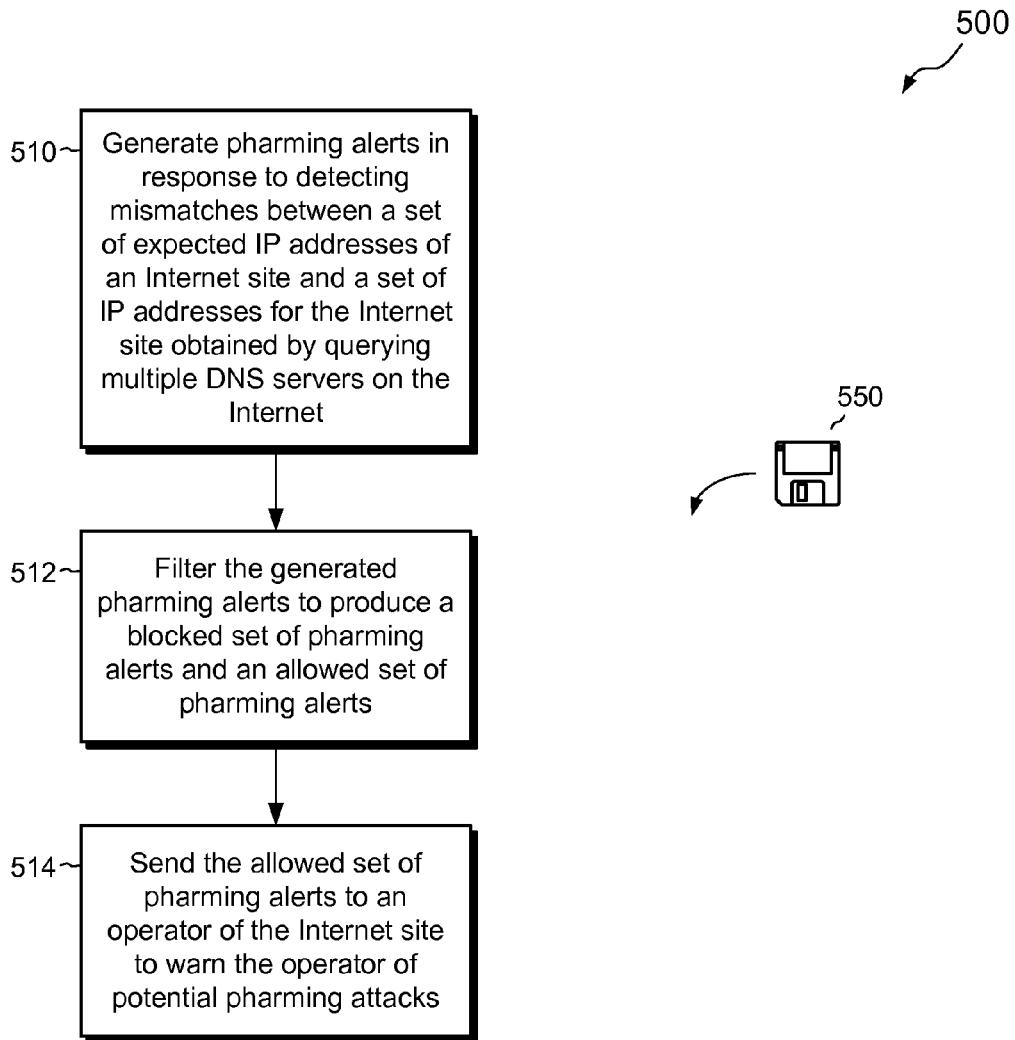 500
510
Generate pharming alerts in
response to detecting
mismatches between a set
of expected IP addresses of
an Internet site and a set of
IP addresses for the Internet
site obtained by querying
multiple DNS servers on the
Internet
550
512
Filter the generated
pharming alerts to produce a
blocked set of pharming
alerts and an allowed set of
pharming alerts
514
Send the allowed set of
pharming alerts to an
operator of the Internet site
to warn the operator of
potential pharming attacks